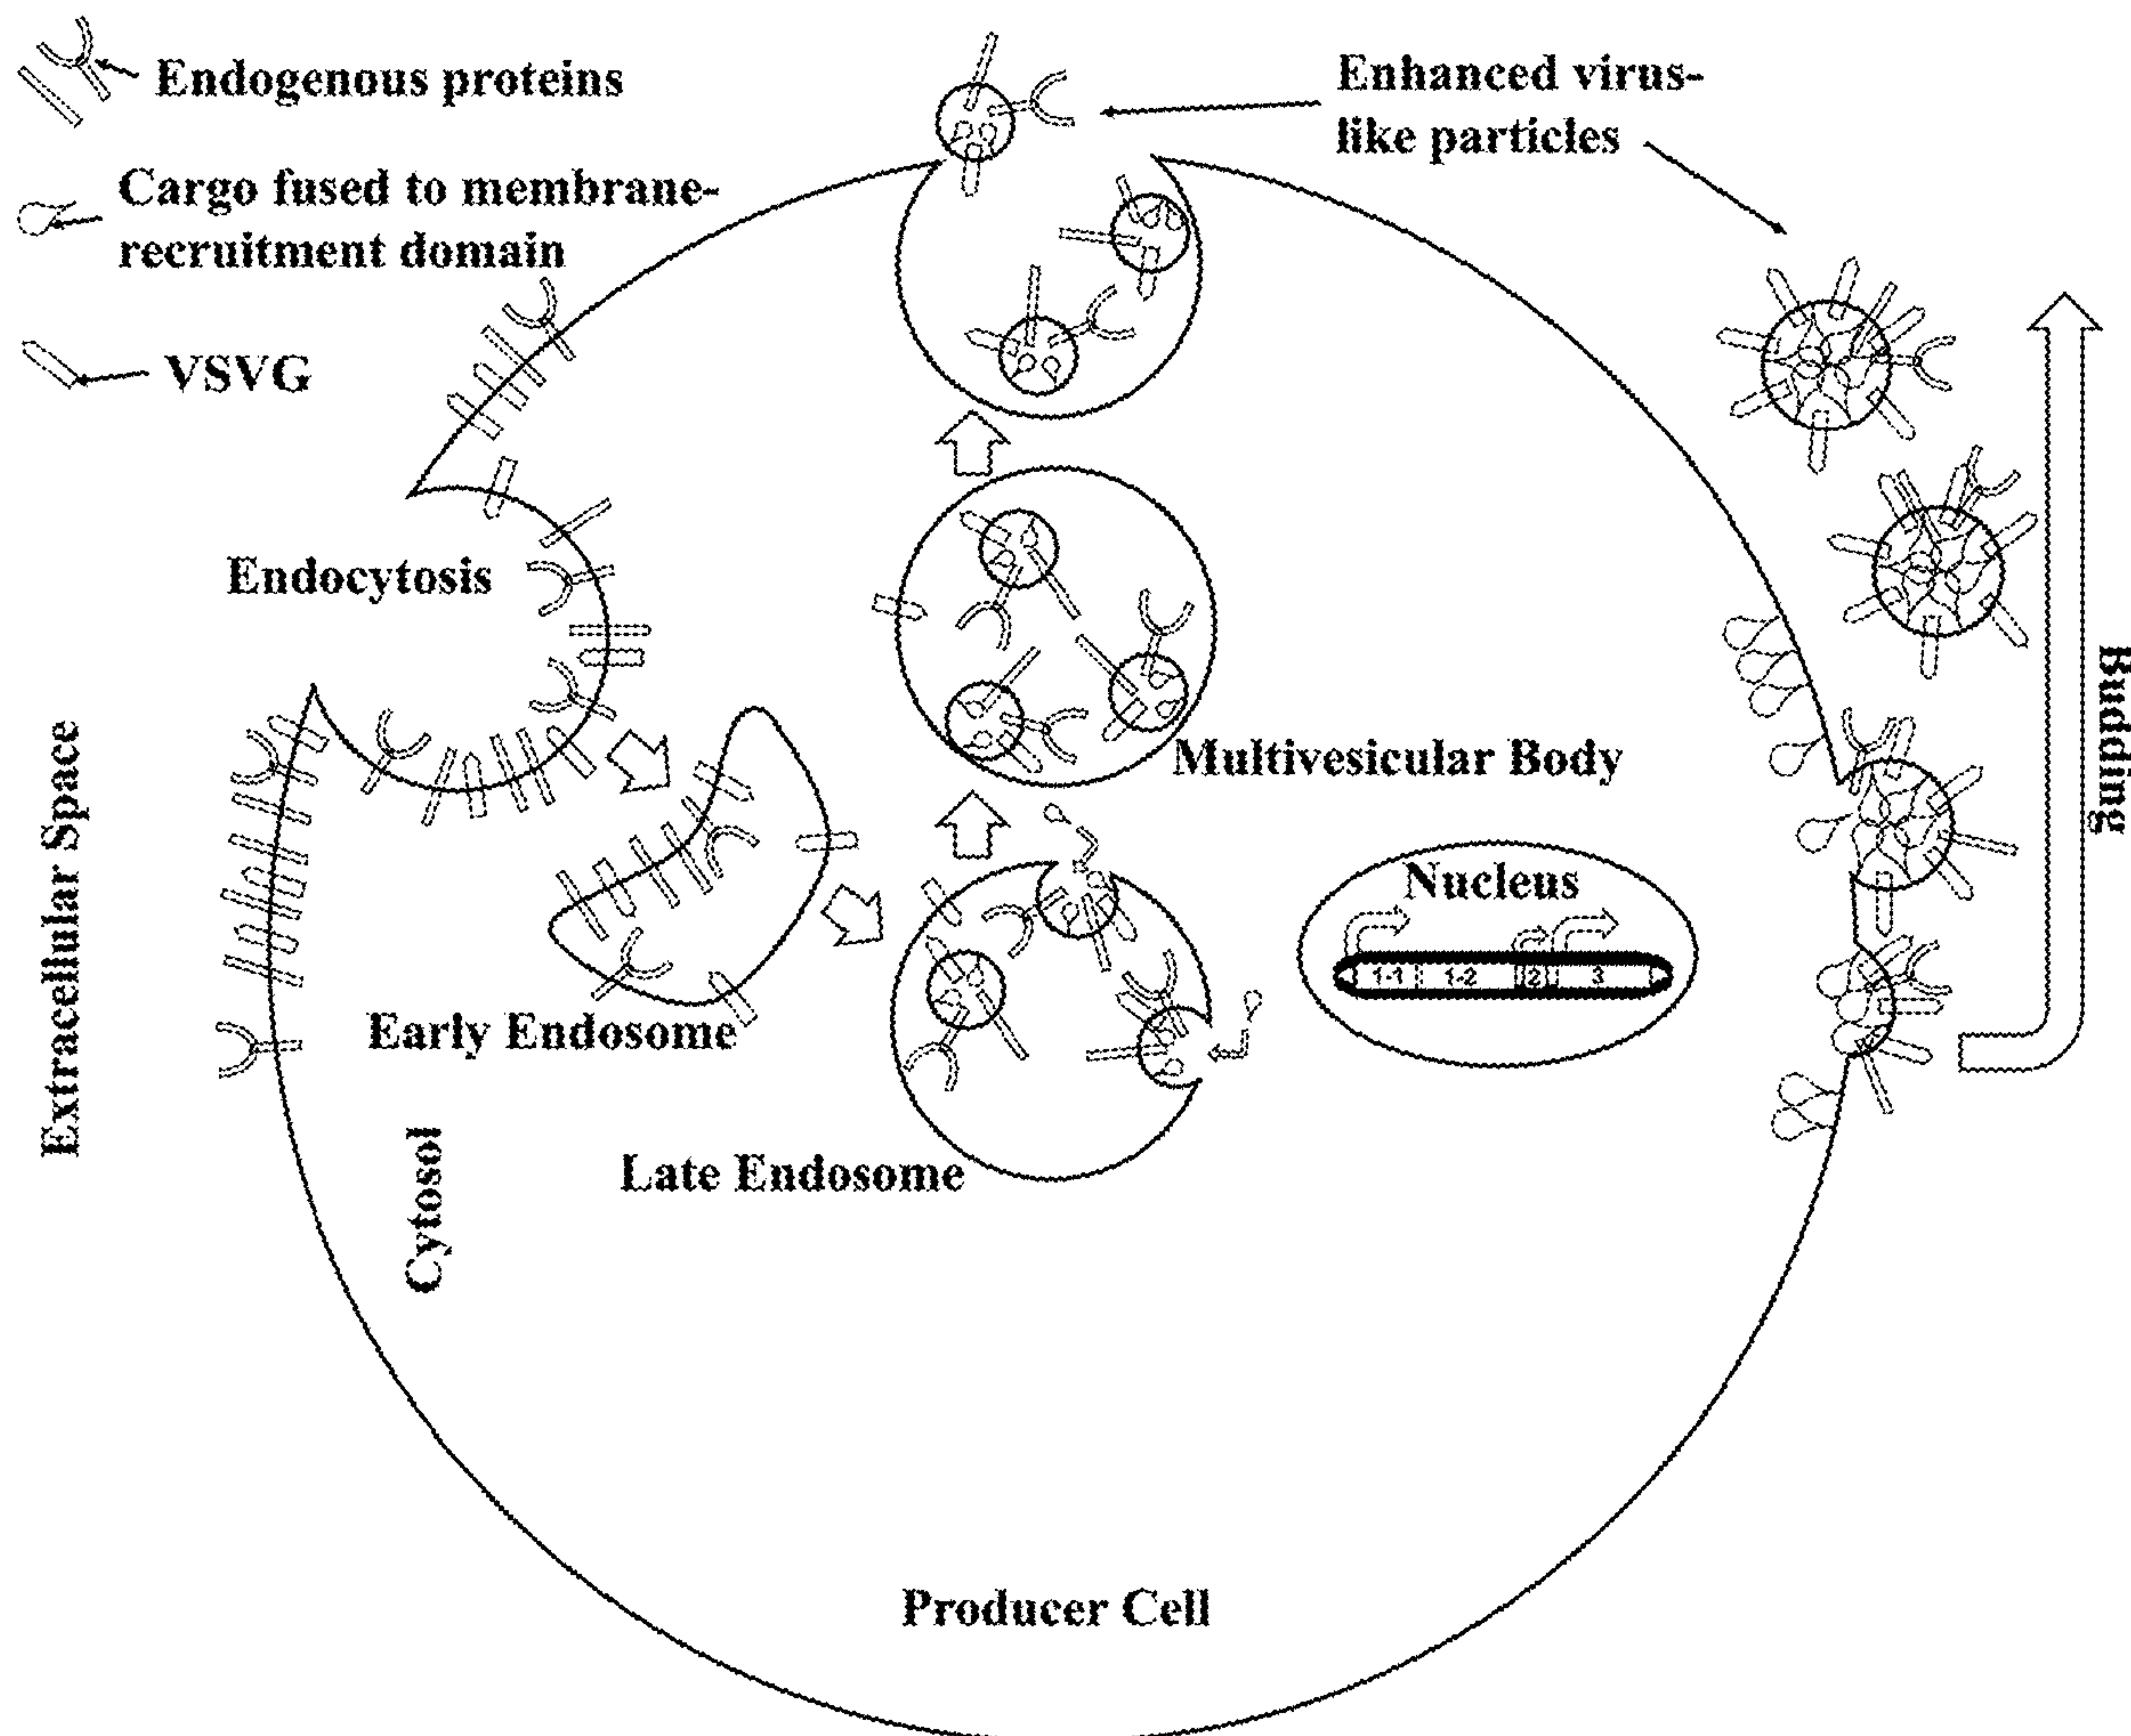 Endogenous proteins
Enhanced virus-
like particles
Cargo fused to membrane-
recruitment domain
VSVG
Endocytosis
Budding
Extracellular Space
Multivesicular Body
Nucleus
1-1 1-2 2 3
Early Endosome
Cytosol
Late Endosome
Producer Cell